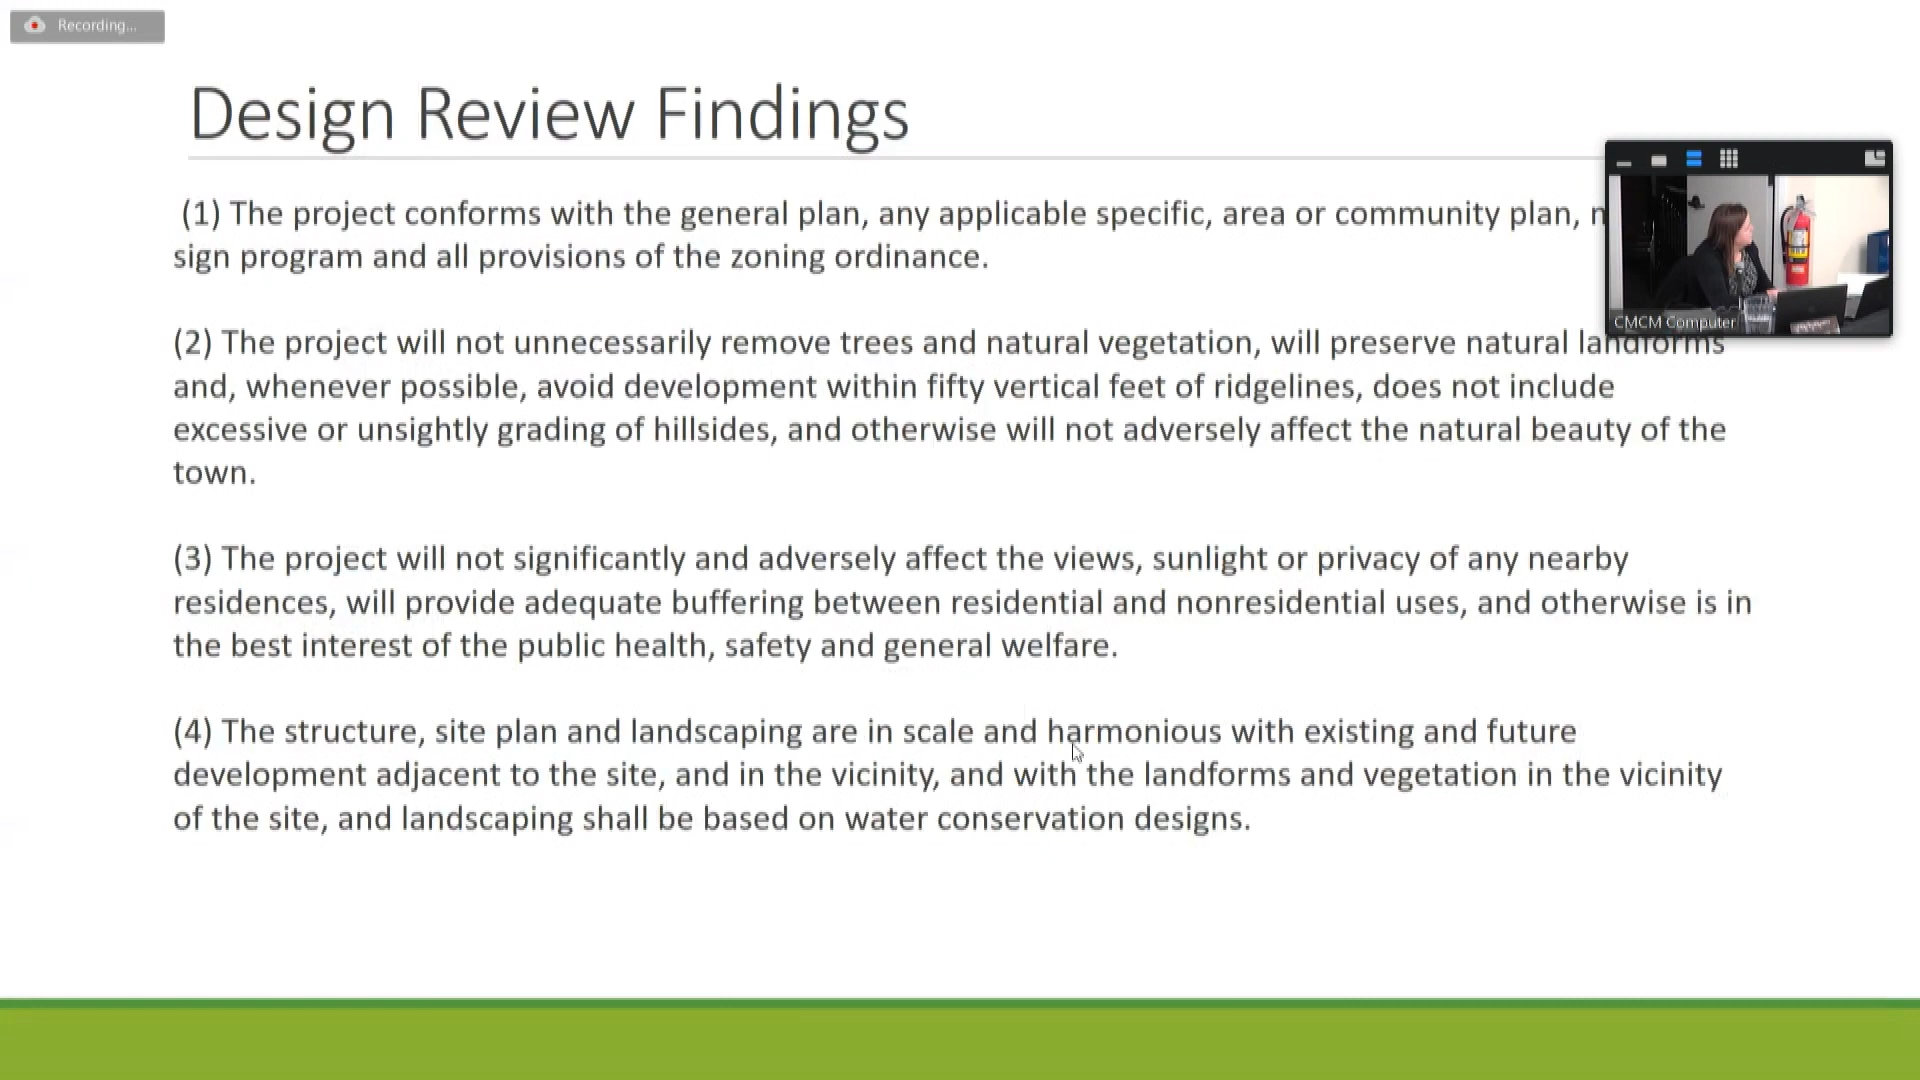 Recording...
Design Review Findings
(1) The project conforms with the general plan, any applicable specific, area or community plan,
sign program and all provisions of the zoning ordinance.
(2) The project will not unnecessarily remove trees and natural vegetation, will preserve natural landforms
and, whenever possible, avoid development within fifty vertical feet of ridgelines, does not include
excessive or unsightly grading of hillsides, and otherwise will not adversely affect the natural beauty of the
town.
(3) The project will not significantly and adversely affect the views, sunlight or privacy of any nearby
residences, will provide adequate buffering between residential and nonresidential uses, and otherwise is in
the best interest of the public health, safety and general welfare.
(4) The structure, site plan and landscaping are in scale and harmonious with existing and future
development adjacent to the site, and in the vicinity, and with the landforms and vegetation in the vicinity
of the site, and landscaping shall be based on water conservation designs.
CMCM Computer